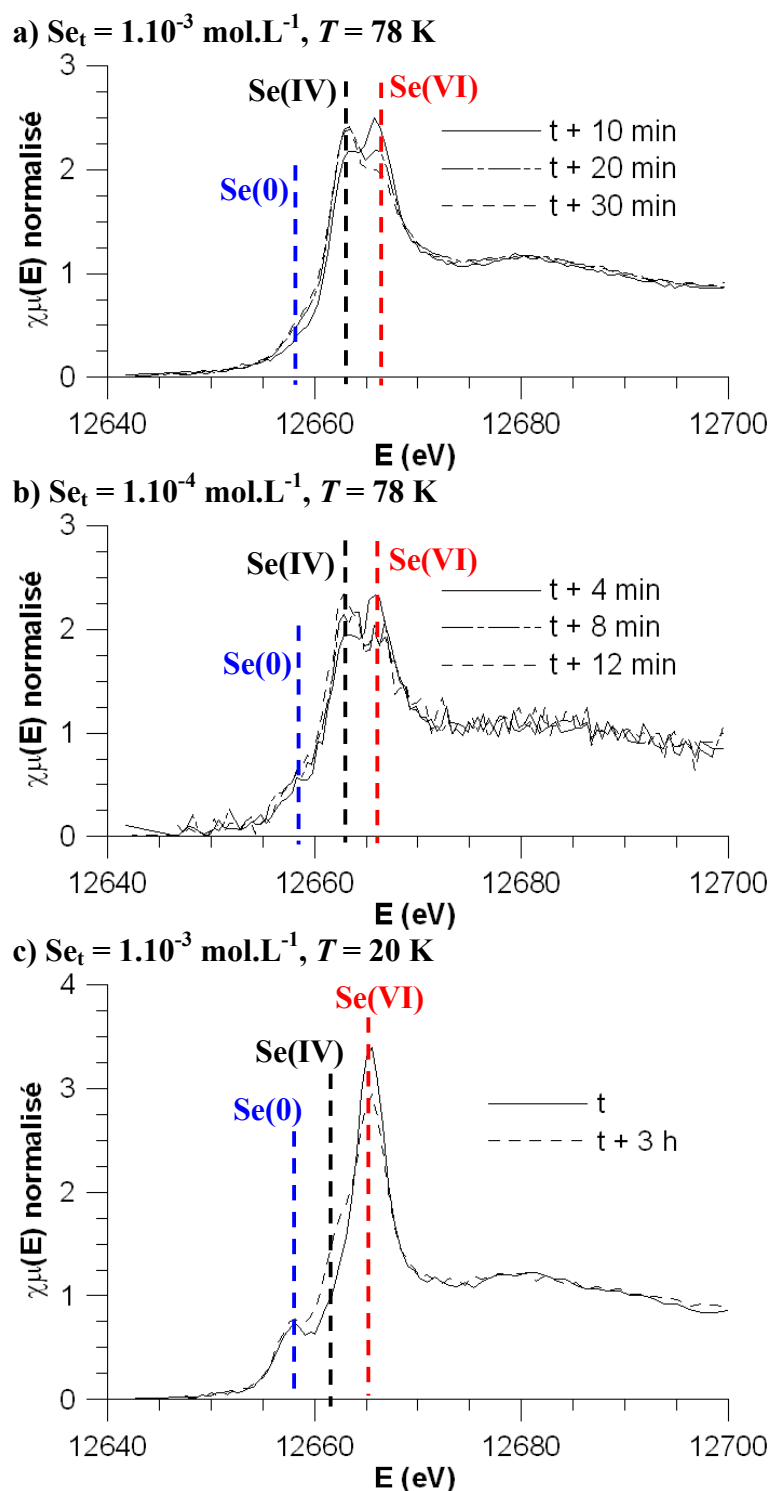 a) Seₜ = 1.10⁻³ mol.L⁻¹, T = 78 K
3
Se(IV)
Se(VI)
t + 10 min
2
t + 20 min
Se(0)
t + 30 min
1
0
χμ(E) normalisé
12640 12660 12680 12700
E (eV)
b) Seₜ = 1.10⁻⁴ mol.L⁻¹, T = 78 K
3
Se(IV)
Se(VI)
t + 4 min
2
t + 8 min
Se(0)
t + 12 min
1
0
χμ(E) normalisé
12640 12660 12680 12700
E (eV)
c) Seₜ = 1.10⁻³ mol.L⁻¹, T = 20 K
4
Se(VI)
Se(IV)
3
Se(0)
t
t + 3 h
2
1
0
χμ(E) normalisé
12640 12660 12680 12700
E (eV)